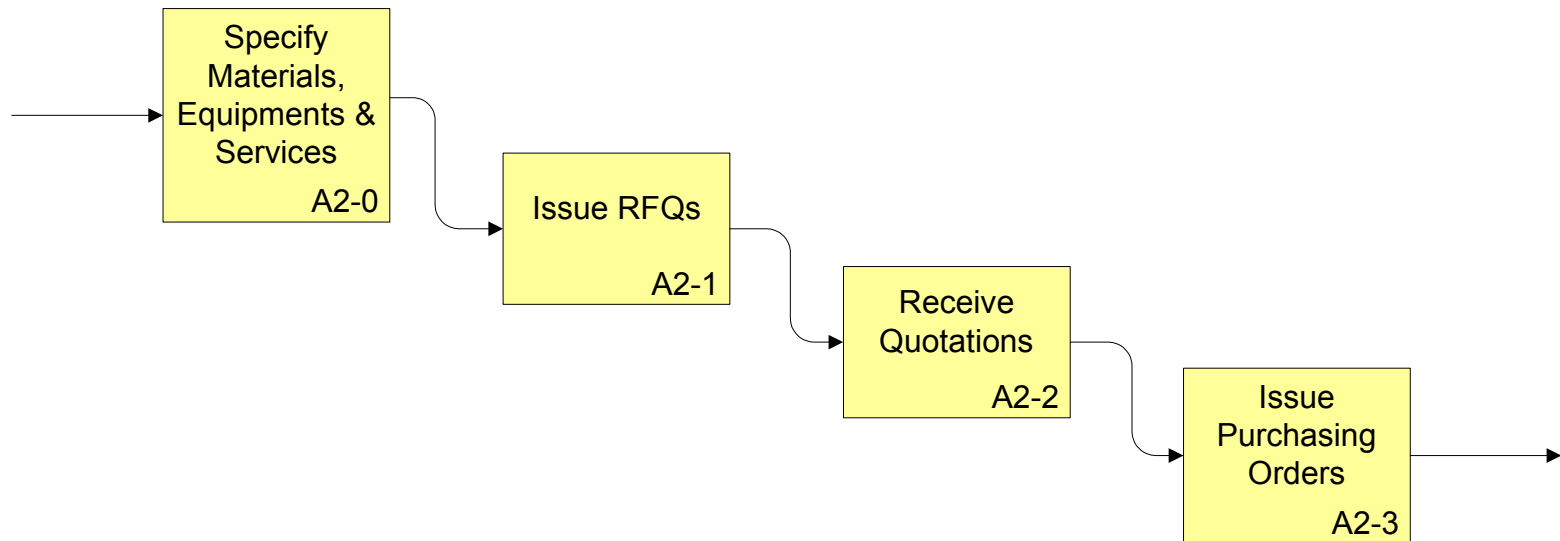 Specify
Materials,
Equipments &
Services
A2-0
Issue RFQs
A2-1
Receive
Quotations
A2-2
Issue
Purchasing
Orders
A2-3